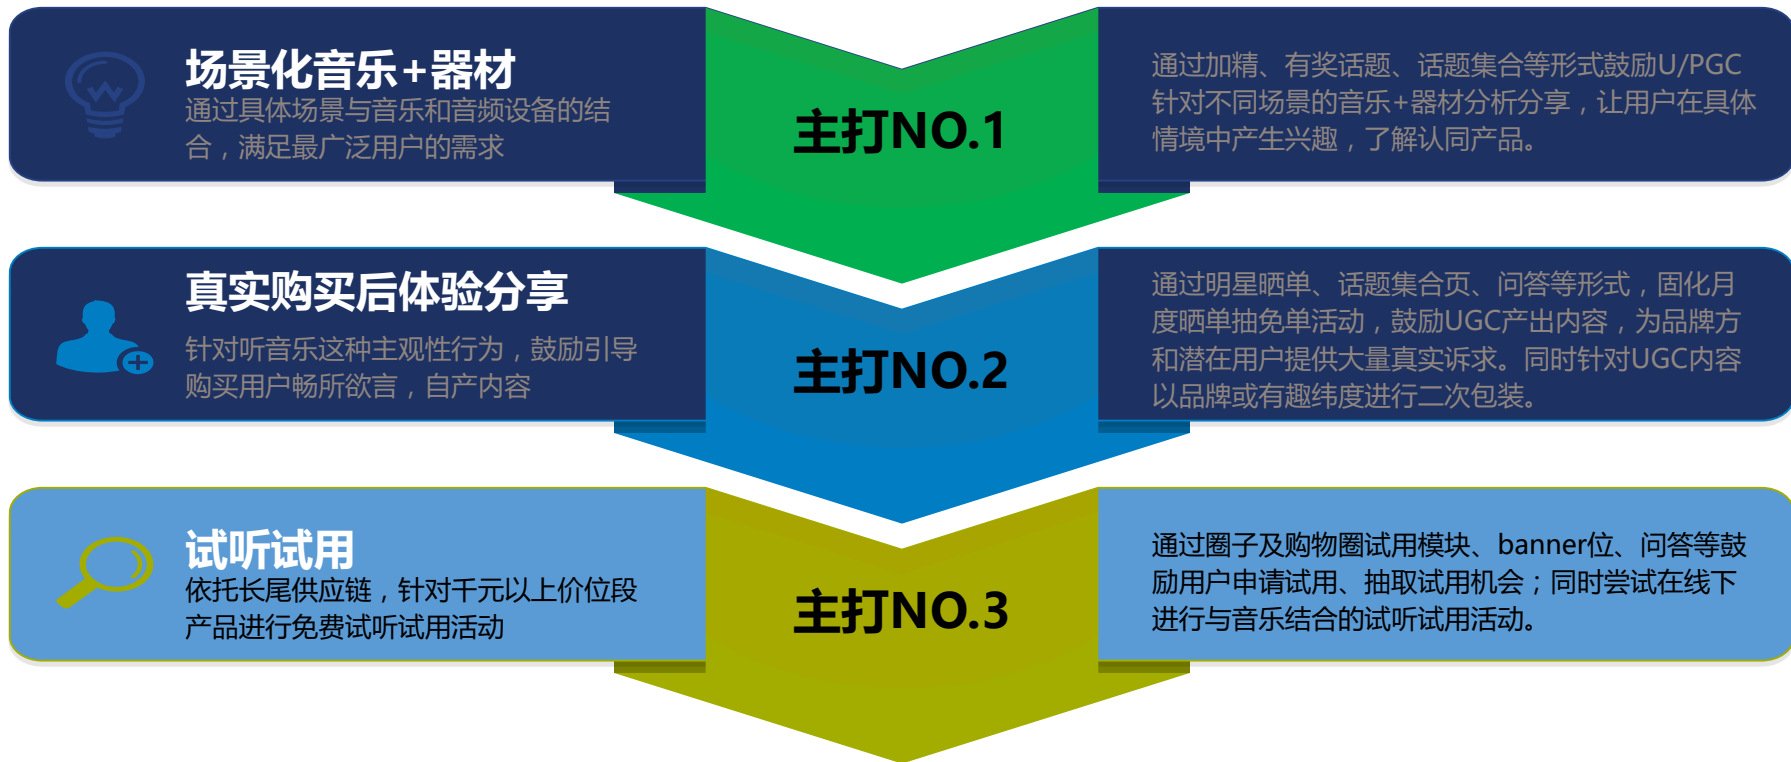 场景化音乐+器材
通过具体场景与音乐和音频设备的结
合，满足最广泛用户的需求
主打NO.1
通过加精、有奖话题、话题集合等形式鼓励U/PGC
针对不同场景的音乐+器材分析分享，让用户在具体
情境中产生兴趣，了解认同产品。
真实购买后体验分享
针对听音乐这种主观性行为，鼓励引导
购买用户畅所欲言，自产内容
主打NO.2
通过明星晒单、话题集合页、问答等形式，固化月
度晒单抽免单活动，鼓励UGC产出内容，为品牌方
和潜在用户提供大量真实诉求。同时针对UGC内容
以品牌或有趣纬度进行二次包装。
试听试用
依托长尾供应链，针对千元以上价位段
产品进行免费试听试用活动
主打NO.3
通过圈子及购物圈试用模块、banner位、问答等鼓
励用户申请试用、抽取试用机会；同时尝试在线下
进行与音乐结合的试听试用活动。